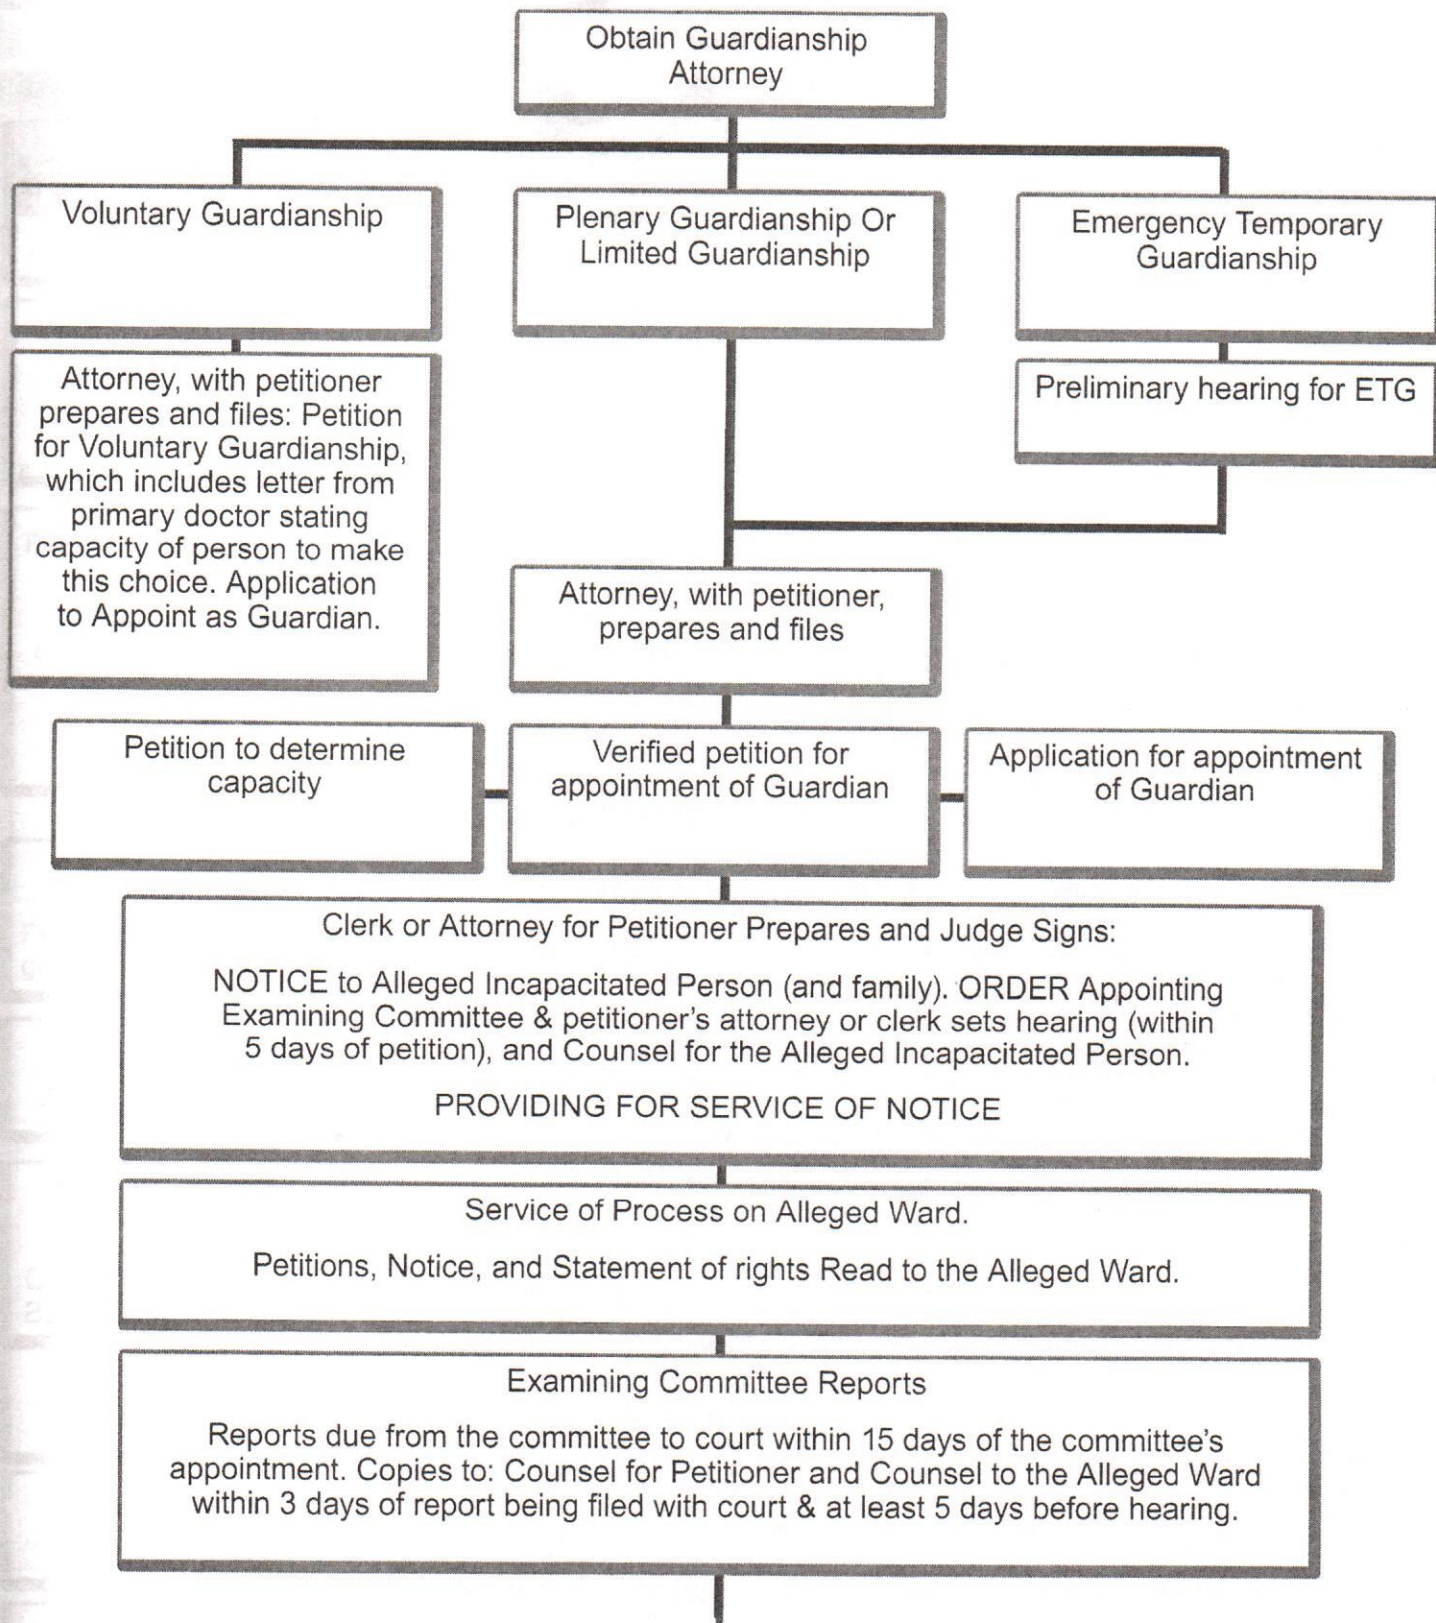 Obtain Guardianship
Attorney
Voluntary Guardianship
Plenary Guardianship Or
Limited Guardianship
Emergency Temporary
Guardianship
Attorney, with petitioner
prepares and files: Petition
for Voluntary Guardianship,
which includes letter from
primary doctor stating
capacity of person to make
this choice. Application
to Appoint as Guardian.
Preliminary hearing for ETG
Attorney, with petitioner,
prepares and files
Petition to determine
capacity
Verified petition for
appointment of Guardian
Application for appointment
of Guardian
Clerk or Attorney for Petitioner Prepares and Judge Signs:
NOTICE to Alleged Incapacitated Person (and family). ORDER Appointing
Examining Committee & petitioner's attorney or clerk sets hearing (within
5 days of petition), and Counsel for the Alleged Incapacitated Person.
PROVIDING FOR SERVICE OF NOTICE
Service of Process on Alleged Ward.
Petitions, Notice, and Statement of rights Read to the Alleged Ward.
Examining Committee Reports
Reports due from the committee to court within 15 days of the committee's
appointment. Copies to: Counsel for Petitioner and Counsel to the Alleged Ward
within 3 days of report being filed with court & at least 5 days before hearing.